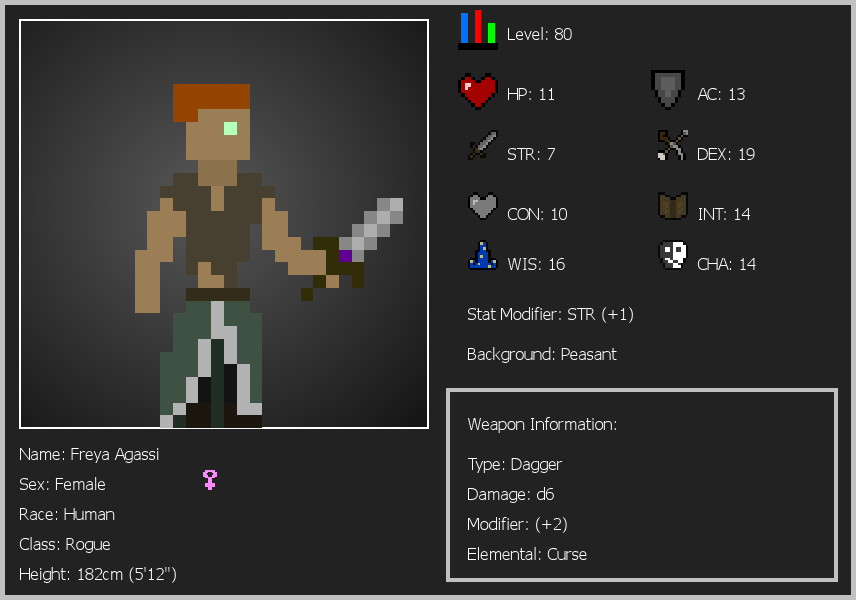 Level: 80
HP: 11
AC: 13
STR: 7
DEX: 19
CON: 10
INT: 14
WIS: 16
CHA: 14
Stat Modifier: STR (+1)
Background: Peasant
Weapon Information:
Type: Dagger
Damage: d6
Modifier: (+2)
Elemental: Curse
Name: Freya Agassi
Sex: Female
Race: Human
Class: Rogue
Height: 182cm (5'12")